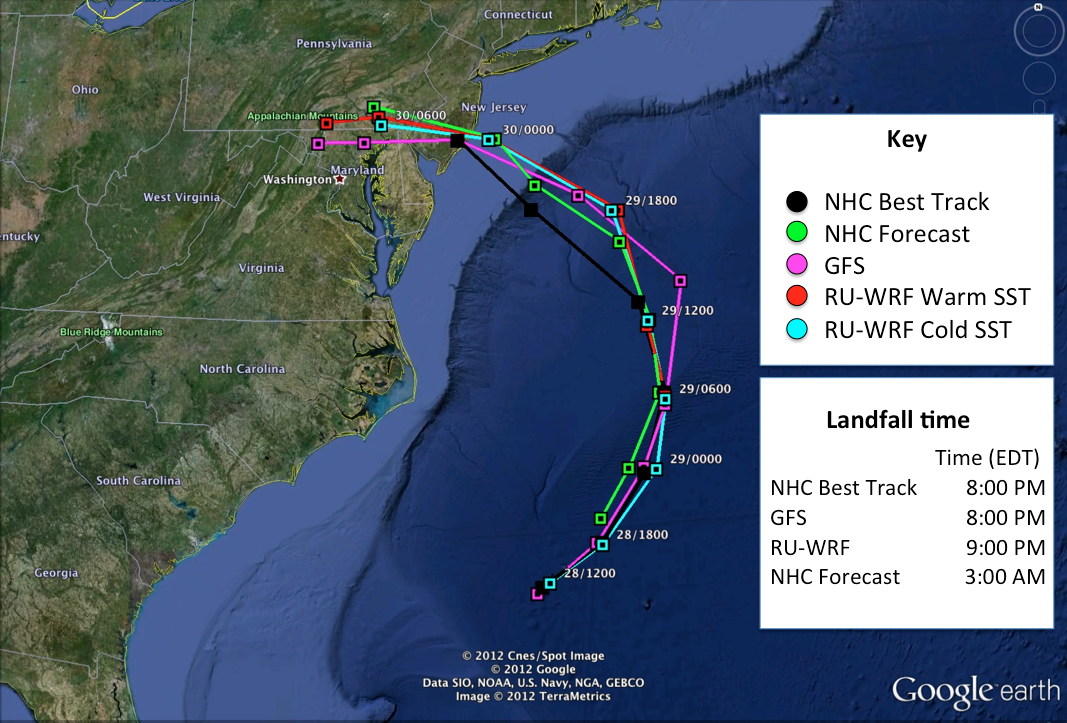 Connecticut
Pennsylvania
Ohio
New Jersey
Appalachian Mountains
30/0600
30/0000
Maryland
Washington
West Virginia
29/1800
entucky
Virginia
29/1200
Blue Ridge Mountains
North Carolina
29/0600
29/0000
South Carolina
28/1800
Georgia
28/1200
Key
NHC Best Track
NHC Forecast
GFS
RU-WRF Warm SST
RU-WRF Cold SST
Landfall time
Time (EDT)
NHC Best Track 8:00 PM
GFS 8:00 PM
RU-WRF 9:00 PM
NHC Forecast 3:00 AM
N
© 2012 Cnes/Spot Image
© 2012 Google
Data SIO, NOAA, U.S. Navy, NGA, GEBCO
Image © 2012 TerraMetrics
Google earth